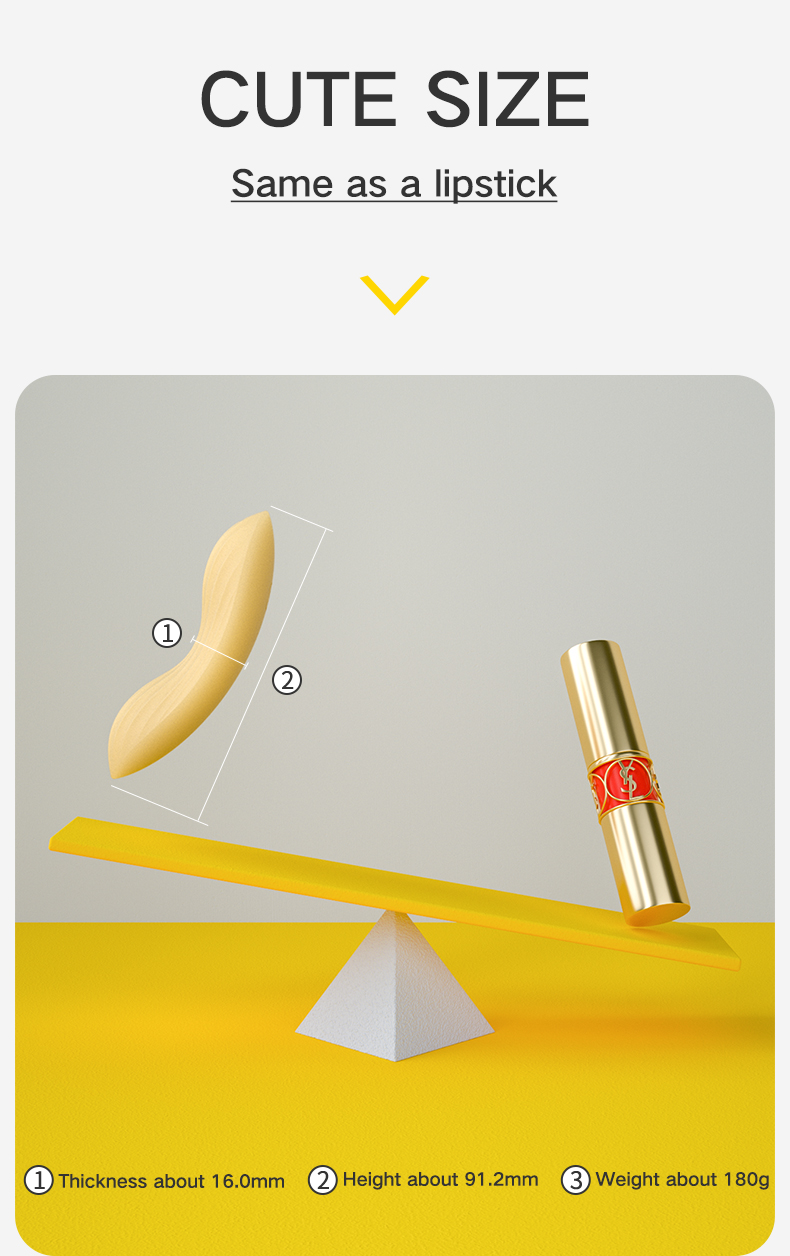 CUTE SIZE
Same as a lipstick
①
②
YSL
① Thickness about 16.0mm ② Height about 91.2mm ③ Weight about 180g